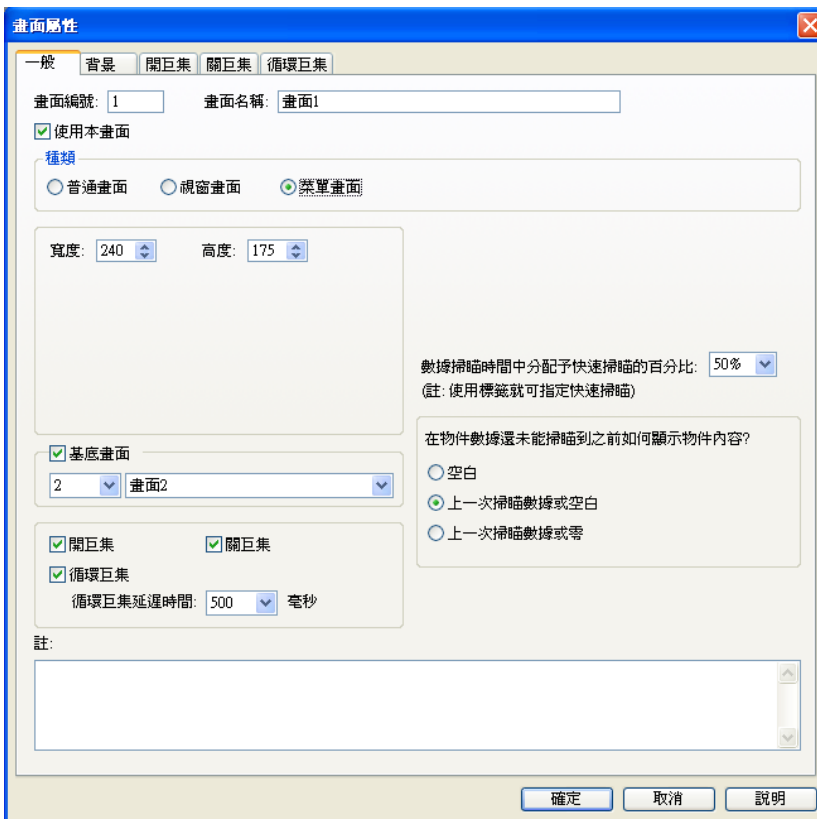 畫面屬性
一般 背景 開巨集 關巨集 循環巨集
畫面編號: 1 畫面名稱: 畫面1
使用本畫面
種類
普通畫面 視窗畫面 菜單畫面
寬度: 240 高度: 175
數據掃瞄時間中分配予快速掃瞄的百分比: 50%
(註: 使用標籤就可指定快速掃瞄)
在物件數據還未能掃瞄到之前如何顯示物件內容?
空白
上一次掃瞄數據或空白
上一次掃瞄數據或零
基底畫面
2 畫面2
開巨集 關巨集
循環巨集
循環巨集延遲時間: 500 毫秒
註:
確定 取消 說明